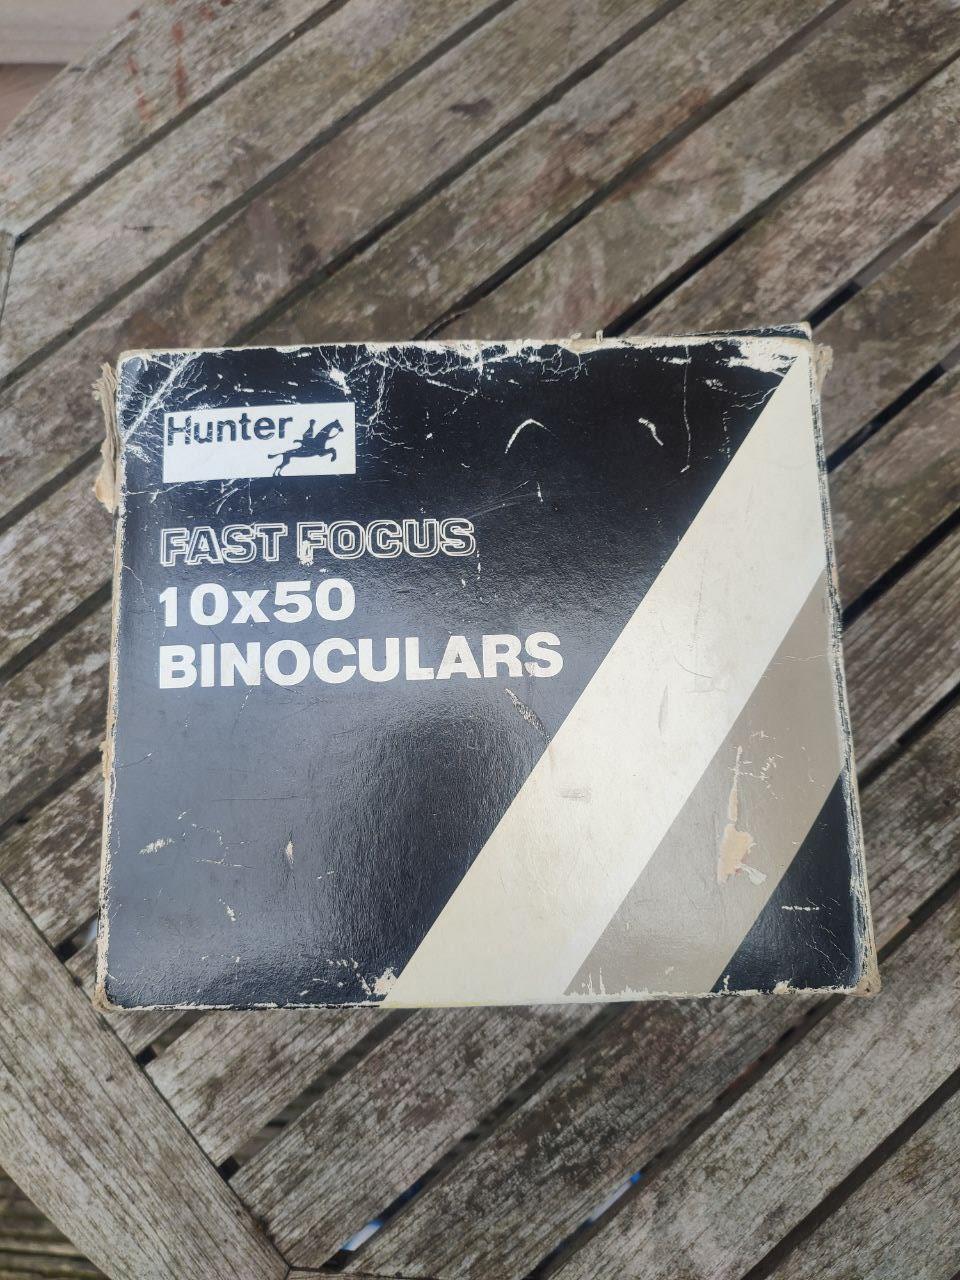 Hunter
FAST FOCUS
10x50
BINOCULARS